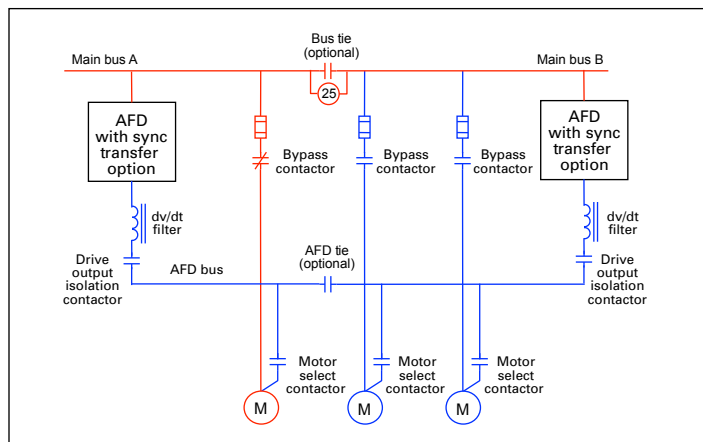 Bus tie
(optional)
Main bus A
Main bus B
25
AFD
with sync
transfer
option
AFD
with sync
transfer
option
Bypass
contactor
Bypass
contactor
Bypass
contactor
dv/dt
filter
dv/dt
filter
Drive
output
isolation
contactor
AFD bus
AFD tie
(optional)
Drive
output
isolation
contactor
Motor
select
contactor
Motor
select
contactor
Motor
select
contactor
M
M
M